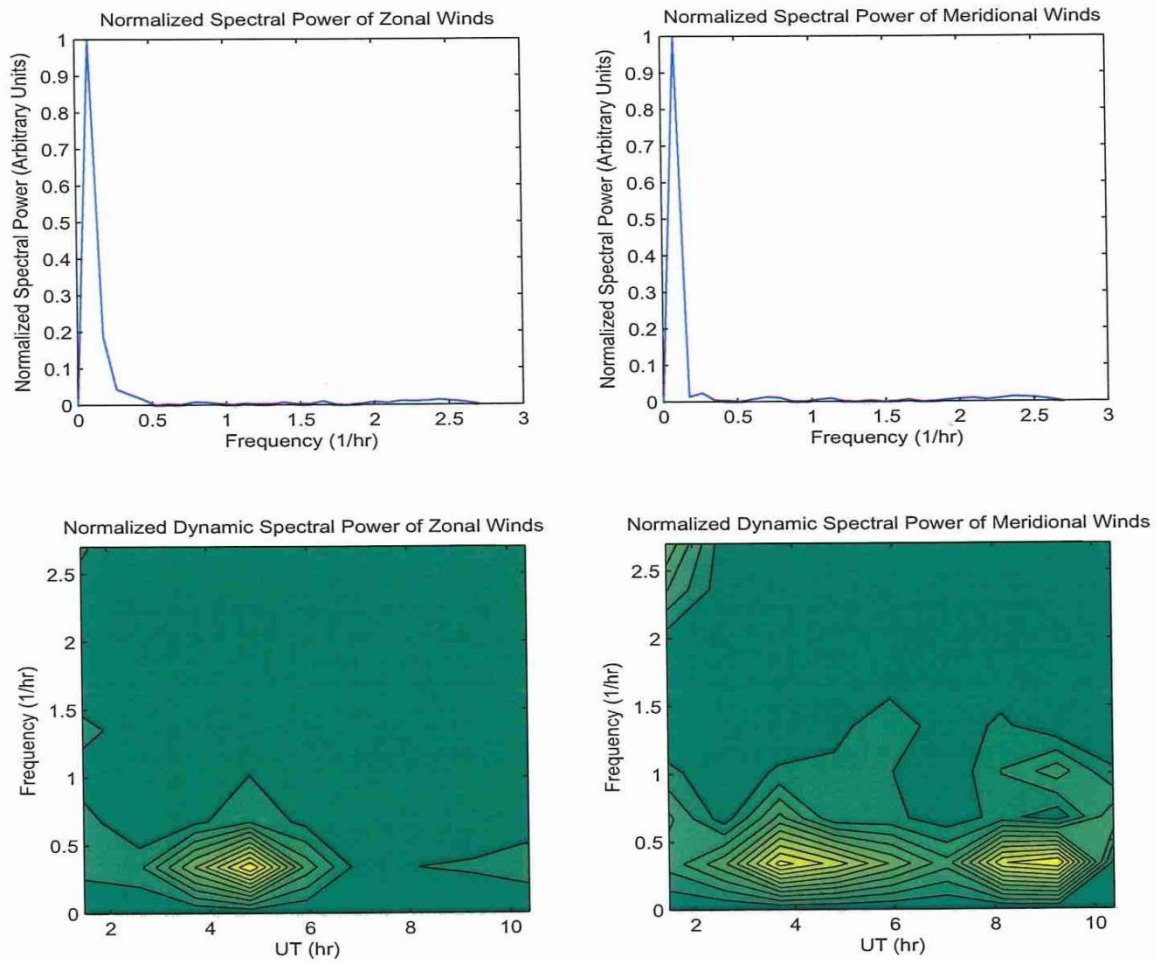 Normalized Spectral Power of Zonal Winds
Normalized Spectral Power (Arbitrary Units)
1
0.9
0.8
0.7
0.6
0.5
0.4
0.3
0.2
0.1
0
0 0.5 1 1.5 2 2.5 3
Frequency (1/hr)
Normalized Spectral Power of Meridional Winds
Normalized Spectral Power (Arbitrary Units)
1
0.9
0.8
0.7
0.6
0.5
0.4
0.3
0.2
0.1
0
0 0.5 1 1.5 2 2.5 3
Frequency (1/hr)
Normalized Dynamic Spectral Power of Zonal Winds
Frequency (1/hr)
2.5
2
1.5
1
0.5
0
2 4 6 8 10
UT (hr)
Normalized Dynamic Spectral Power of Meridional Winds
Frequency (1/hr)
2.5
2
1.5
1
0.5
0
2 4 6 8 10
UT (hr)